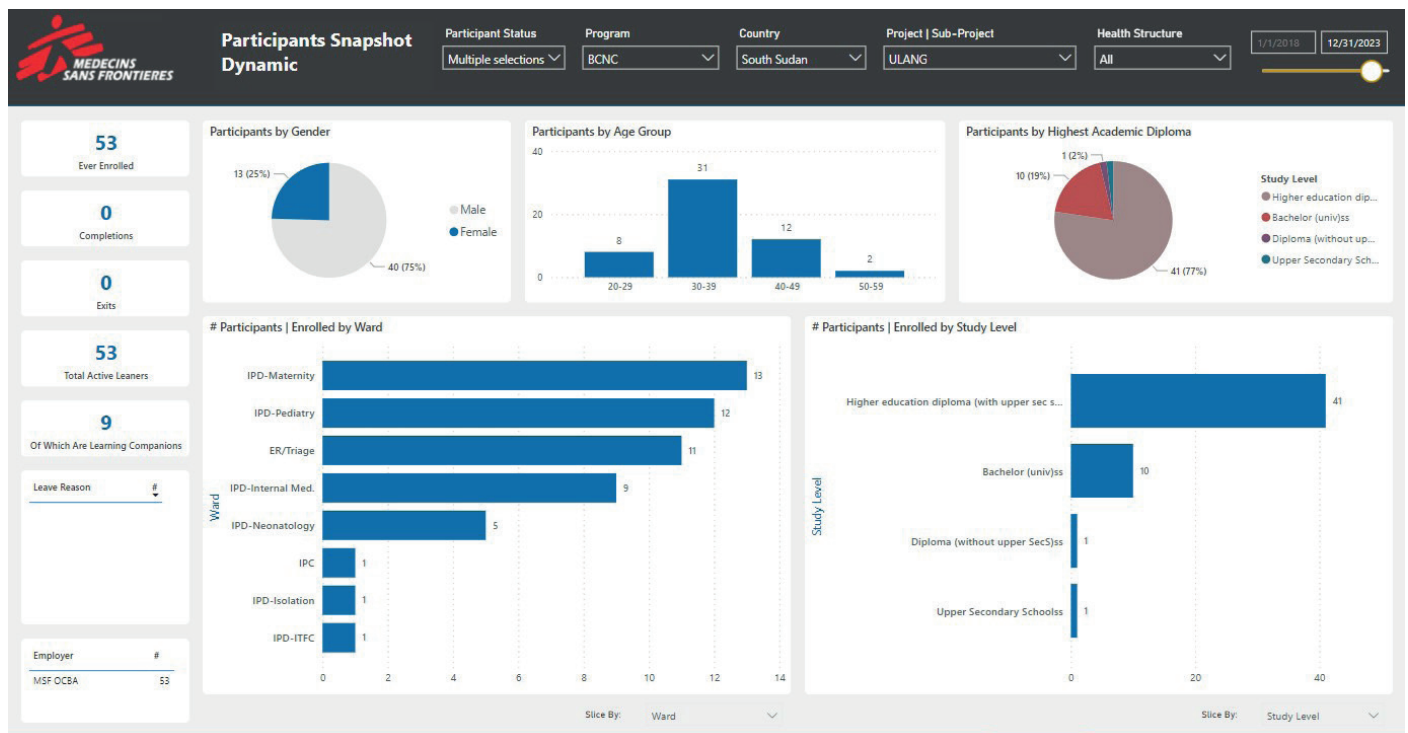 MEDECINS
SANS FRONTIERES
Participants Snapshot
Dynamic
Participant Status
Multiple selections
Program
BCNC
Country
South Sudan
Project | Sub-Project
ULANG
Health Structure
All
1/1/2018
12/31/2023
53
Ever Enrolled
0
Completions
0
Exits
53
Total Active Leaners
9
Of Which Are Learning Companions
Leave Reason #
Employer #
MSF OCBA 53
Participants by Gender
13 (25%)
40 (75%)
Male
Female
Participants by Age Group
40
20
0
8
31
12
2
20-29 30-39 40-49 50-59
Participants by Highest Academic Diploma
1 (2%)
10 (19%)
41 (77%)
Study Level
Higher education dip...
Bachelor (univ)ss
Diploma (without up...
Upper Secondary Sch...
# Participants | Enrolled by Ward
Ward
IPD-Maternity 13
IPD-Pediatry 12
ER/Triage 11
IPD-Internal Med. 9
IPD-Neonatology 5
IPC 1
IPD-Isolation 1
IPD-ITFC 1
0 2 4 6 8 10 12 14
Slice By: Ward
# Participants | Enrolled by Study Level
Study Level
Higher education diploma (with upper sec s... 41
Bachelor (univ)ss 10
Diploma (without upper SecS)ss 1
Upper Secondary Schoolss 1
0 20 40
Slice By: Study Level